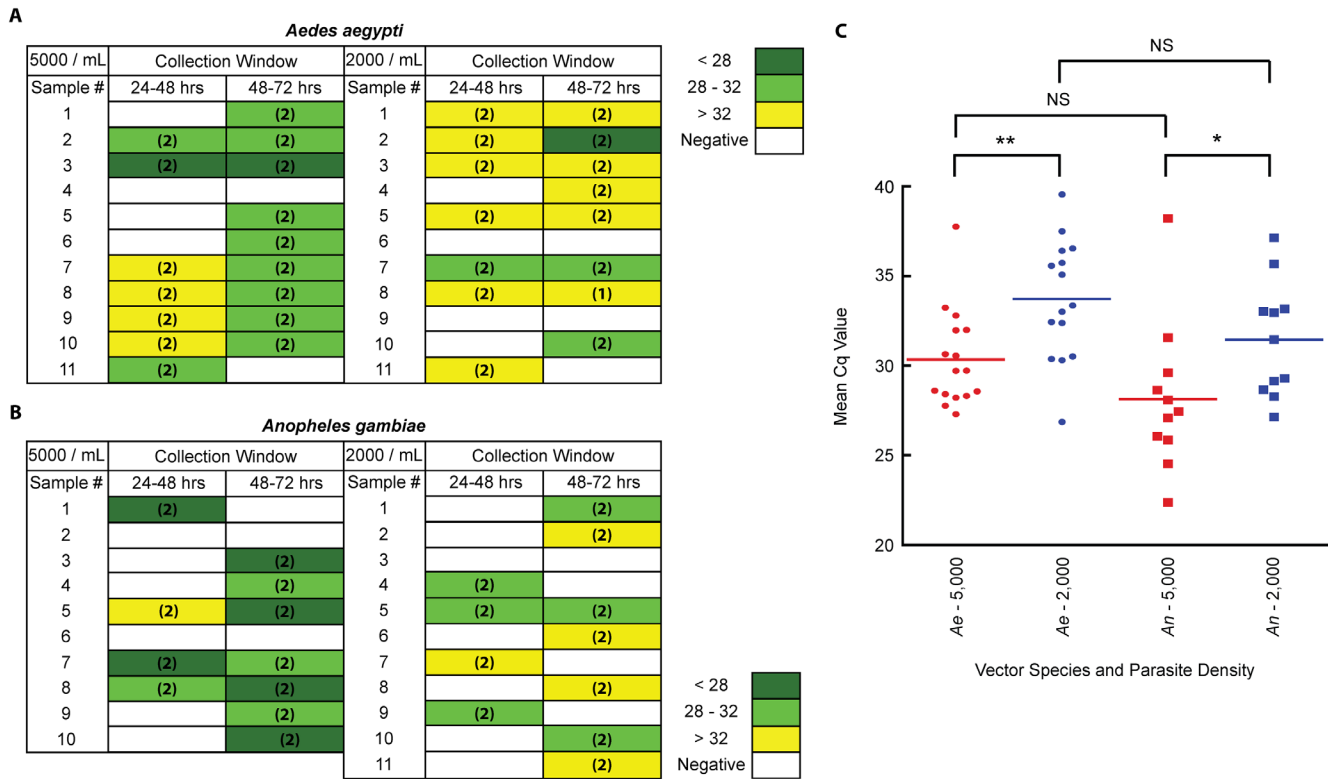 A
Aedes aegypti
5000 / mL Collection Window 2000 / mL Collection Window
Sample # 24-48 hrs 48-72 hrs Sample # 24-48 hrs 48-72 hrs
1 (2) 1 (2) (2)
2 (2) (2) 2 (2) (2)
3 (2) (2) 3 (2) (2)
4 4 (2)
5 (2) 5 (2) (2)
6 (2) 6
7 (2) (2) 7 (2) (2)
8 (2) (2) 8 (2) (1)
9 (2) (2) 9
10 (2) (2) 10 (2)
11 (2) 11 (2)
< 28
28 - 32
> 32
Negative
B
Anopheles gambiae
5000 / mL Collection Window 2000 / mL Collection Window
Sample # 24-48 hrs 48-72 hrs Sample # 24-48 hrs 48-72 hrs
1 (2) 1 (2)
2 2 (2)
3 (2) 3
4 (2) 4 (2)
5 (2) (2) 5 (2) (2)
6 6 (2)
7 (2) (2) 7 (2)
8 (2) (2) 8 (2)
9 (2) 9 (2)
10 (2) 10 (2)
11 (2)
< 28
28 - 32
> 32
Negative
C
NS
NS
** *
40
35
30
25
20
Mean Cq Value
Ae - 5,000
Ae - 2,000
An - 5,000
An - 2,000
Vector Species and Parasite Density